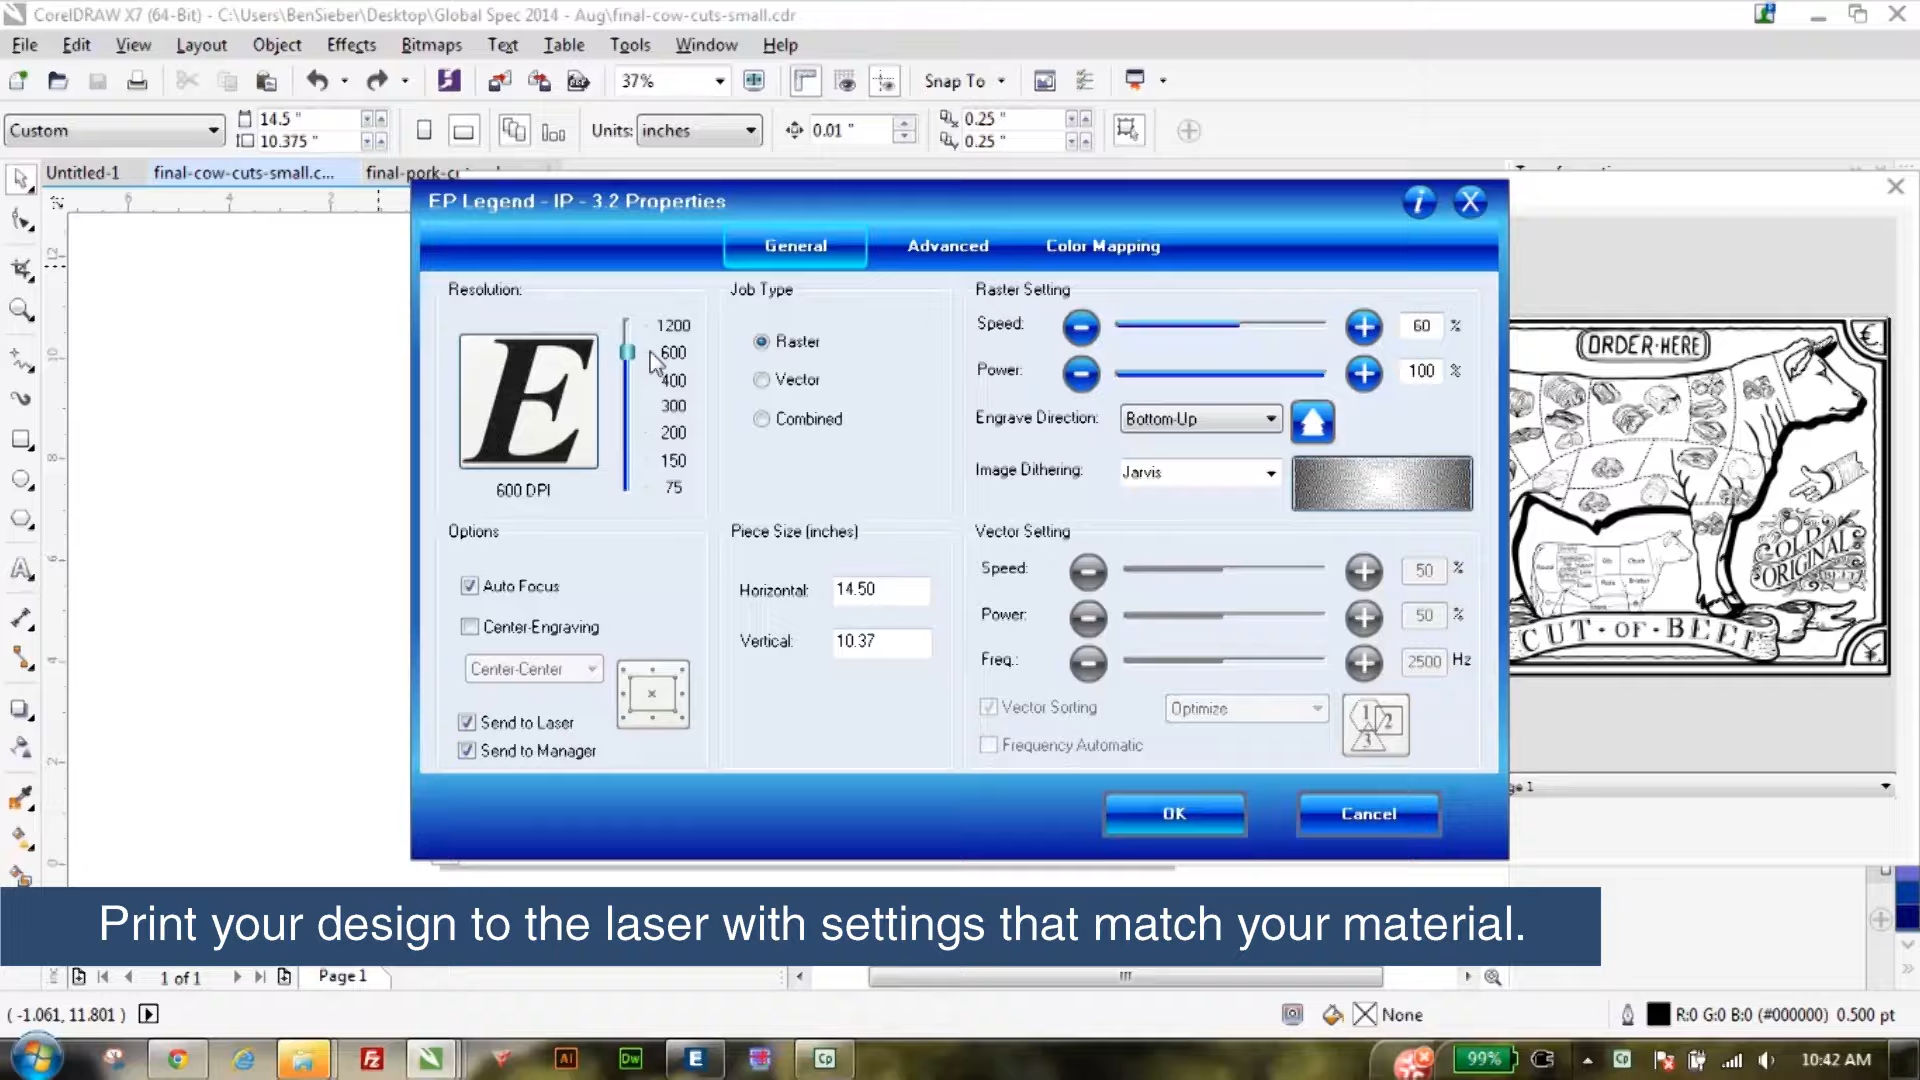 CorelDRAW X7 (64-Bit) - C:\Users\BenSieber\Desktop\Global Spec 2014 - Aug\final-cow-cuts-small.cdr
File Edit View Layout Object Effects Bitmaps Text Table Tools Window Help
37% Snap To
Custom 14.5 " 10.375 " Units: inches 0.01 " 0.25 " 0.25 "
Untitled-1 final-cow-cuts-small.c... final-pork-cu
EP Legend - IP - 3.2 Properties
General Advanced Color Mapping
Resolution:
1200
600
400
300
200
150
75
E
600 DPI
Job Type
Raster
Vector
Combined
Raster Setting
Speed: 60 %
Power: 100 %
Engrave Direction: Bottom-Up
Image Dithering: Jarvis
Options
Auto Focus
Center-Engraving
Center-Center
Send to Laser
Send to Manager
Piece Size (inches)
Horizontal: 14.50
Vertical: 10.37
Vector Setting
Speed: 50 %
Power: 50 %
Freq.: 2500 Hz
Vector Sorting Optimize
Frequency Automatic
OK Cancel
ORDER·HERE
OLD
ORIGINAL
CUT·OF·BEEF
Print your design to the laser with settings that match your material.
1 of 1 Page 1
( -1.061, 11.801 ) None R:0 G:0 B:0 (#000000) 0.500 pt
99% 10:42 AM